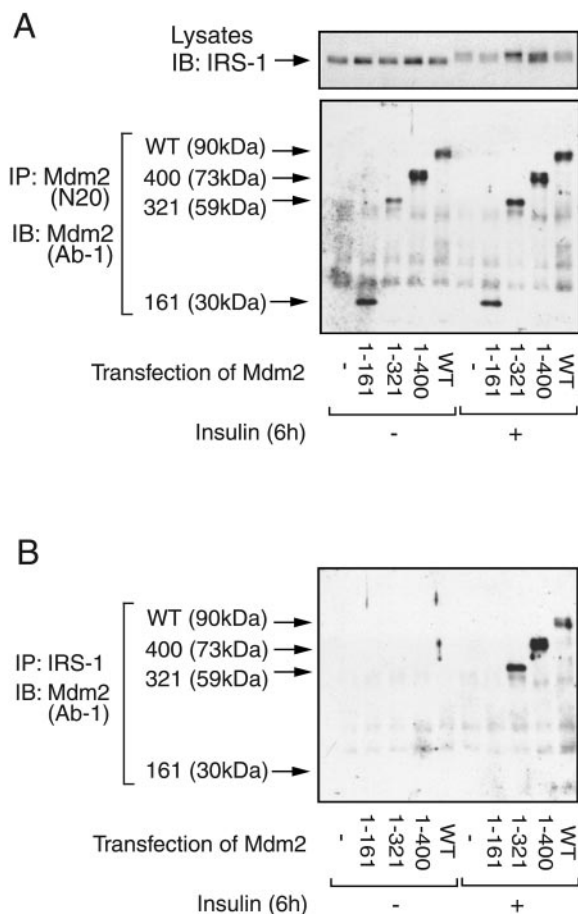 A
Lysates
IB: IRS-1
WT (90kDa)
400 (73kDa)
321 (59kDa)
161 (30kDa)
IP: Mdm2
(N20)
IB: Mdm2
(Ab-1)
Transfection of Mdm2
- 1-161 1-321 1-400 WT - 1-161 1-321 1-400 WT
Insulin (6h) - +
B
WT (90kDa)
400 (73kDa)
321 (59kDa)
161 (30kDa)
IP: IRS-1
IB: Mdm2
(Ab-1)
Transfection of Mdm2
- 1-161 1-321 1-400 WT - 1-161 1-321 1-400 WT
Insulin (6h) - +